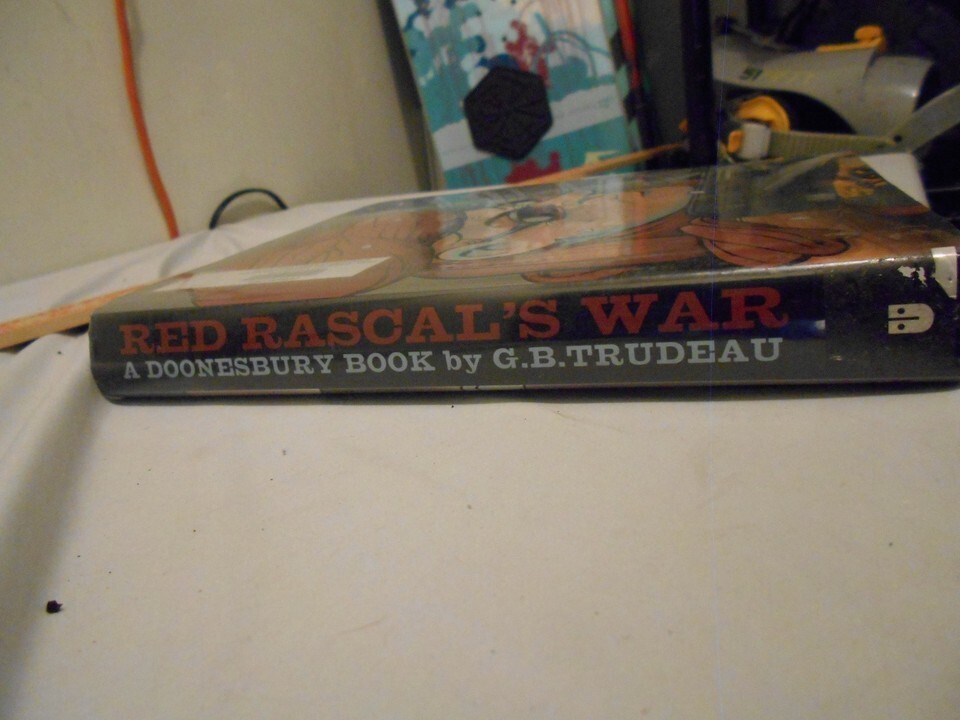 RED RASCAL'S WAR
A DOONESBURY BOOK by G.B.TRUDEAU